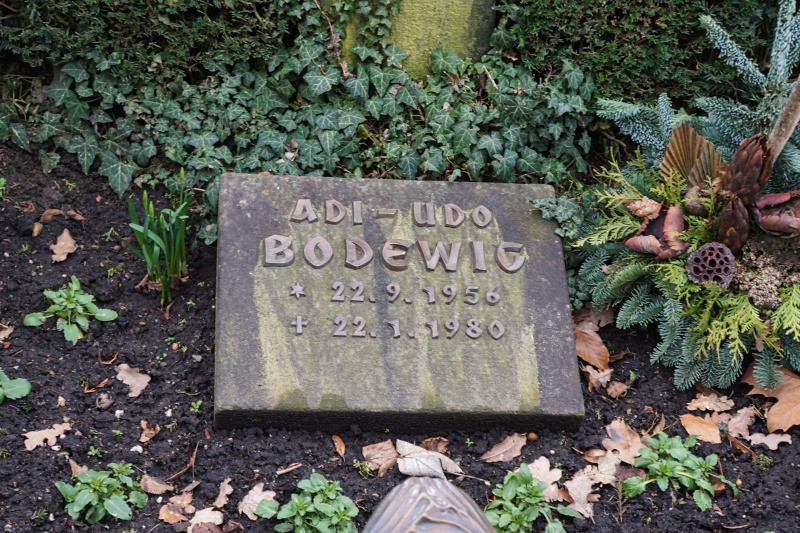 ADI-UDO
BODEWIG
* 22.9.1956
+ 22.1.1980